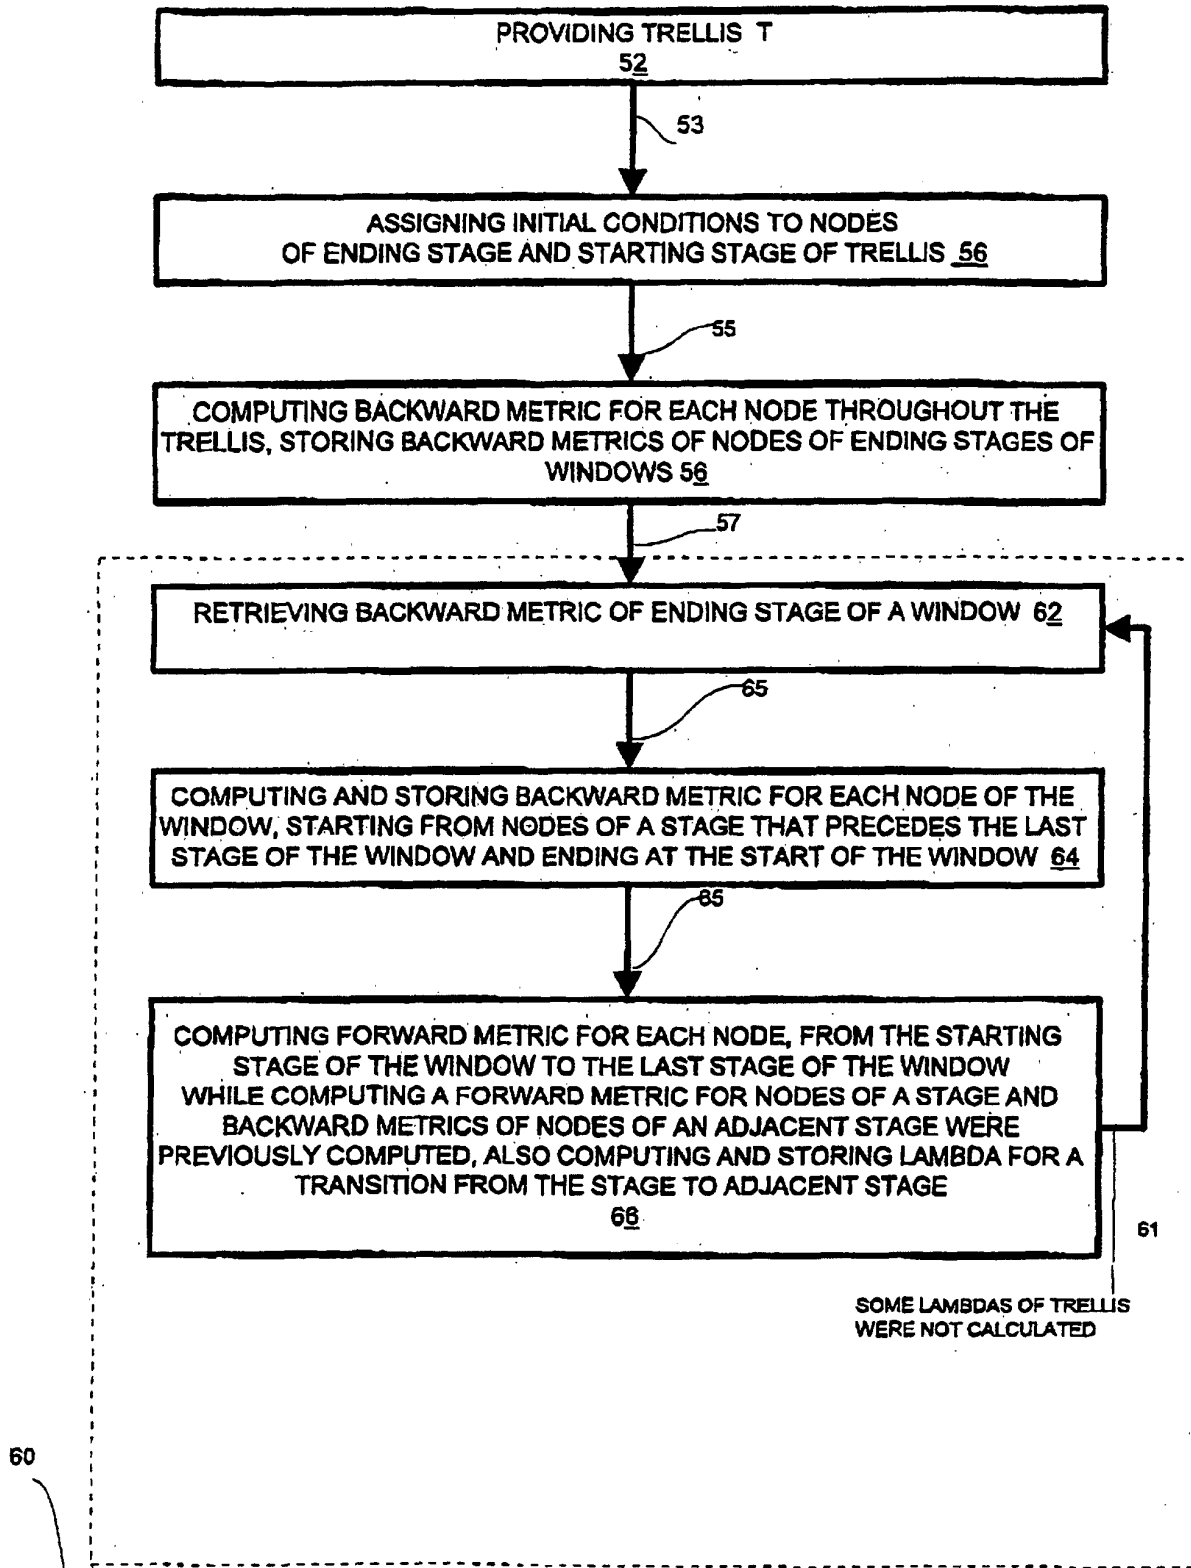 PROVIDING TRELLIS T
52
53
ASSIGNING INITIAL CONDITIONS TO NODES
OF ENDING STAGE AND STARTING STAGE OF TRELLIS 56
55
COMPUTING BACKWARD METRIC FOR EACH NODE THROUGHOUT THE
TRELLIS, STORING BACKWARD METRICS OF NODES OF ENDING STAGES OF
WINDOWS 56
57
RETRIEVING BACKWARD METRIC OF ENDING STAGE OF A WINDOW 62
65
COMPUTING AND STORING BACKWARD METRIC FOR EACH NODE OF THE
WINDOW, STARTING FROM NODES OF A STAGE THAT PRECEDES THE LAST
STAGE OF THE WINDOW AND ENDING AT THE START OF THE WINDOW 64
65
COMPUTING FORWARD METRIC FOR EACH NODE, FROM THE STARTING
STAGE OF THE WINDOW TO THE LAST STAGE OF THE WINDOW
WHILE COMPUTING A FORWARD METRIC FOR NODES OF A STAGE AND
BACKWARD METRICS OF NODES OF AN ADJACENT STAGE WERE
PREVIOUSLY COMPUTED, ALSO COMPUTING AND STORING LAMBDA FOR A
TRANSITION FROM THE STAGE TO ADJACENT STAGE
66
61
SOME LAMBDAS OF TRELLIS
WERE NOT CALCULATED
60